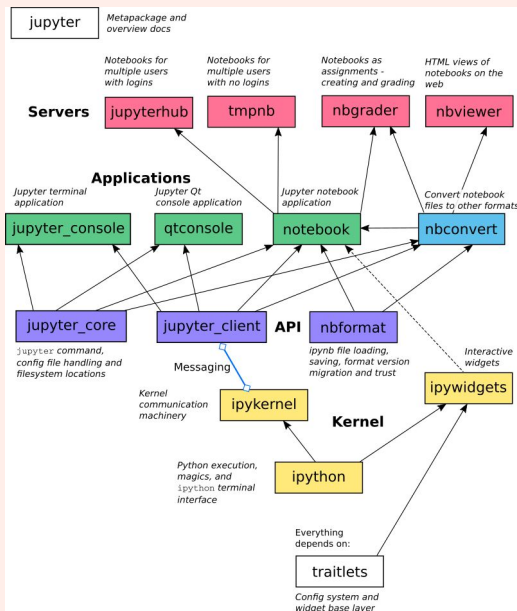 jupyter
Metapackage and
overview docs
Notebooks for
multiple users
with logins
Notebooks for
multiple users
with no logins
Notebooks as
assignments -
creating and grading
HTML views of
notebooks on the
web
Servers
jupyterhub
tmpnb
nbgrader
nbviewer
Applications
Jupyter terminal
application
Jupyter Qt
console application
Jupyter notebook
application
Convert notebook
files to other formats
jupyter_console
qtconsole
notebook
nbconvert
jupyter_core
jupyter_client
API
nbformat
jupyter command,
config file handling and
filesystem locations
Messaging
ipynb file loading,
saving, format version
migration and trust
Interactive
widgets
Kernel
communication
machinery
ipykernel
ipywidgets
Kernel
Python execution,
magics, and
ipython terminal
interface
ipython
Everything
depends on:
traitlets
Config system and
widget base layer